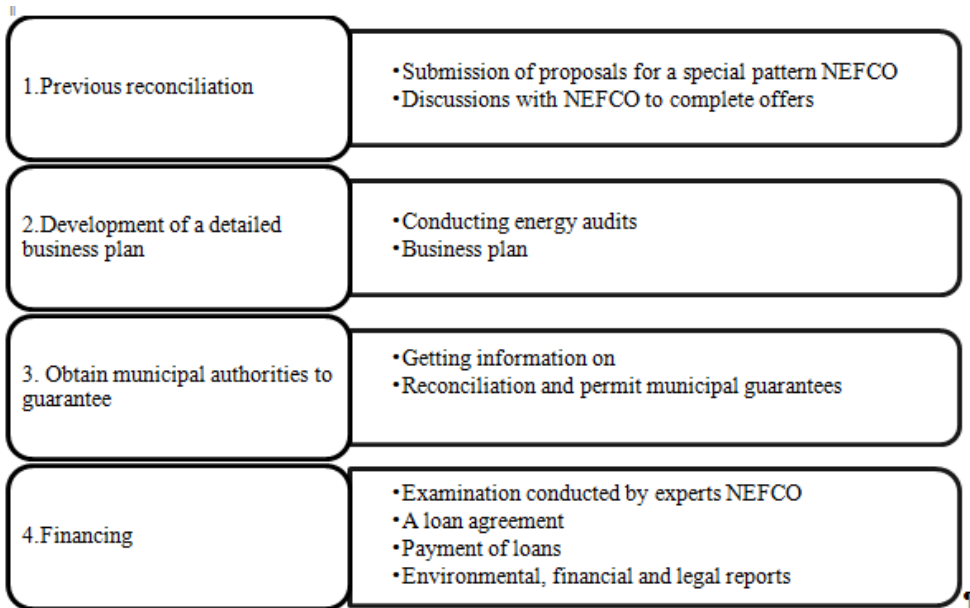 1.Previous reconciliation
•Submission of proposals for a special pattern NEFCO
•Discussions with NEFCO to complete offers
2.Development of a detailed
business plan
•Conducting energy audits
•Business plan
3. Obtain municipal authorities to
guarantee
•Getting information on
•Reconciliation and permit municipal guarantees
4.Financing
•Examination conducted by experts NEFCO
•A loan agreement
•Payment of loans
•Environmental, financial and legal reports